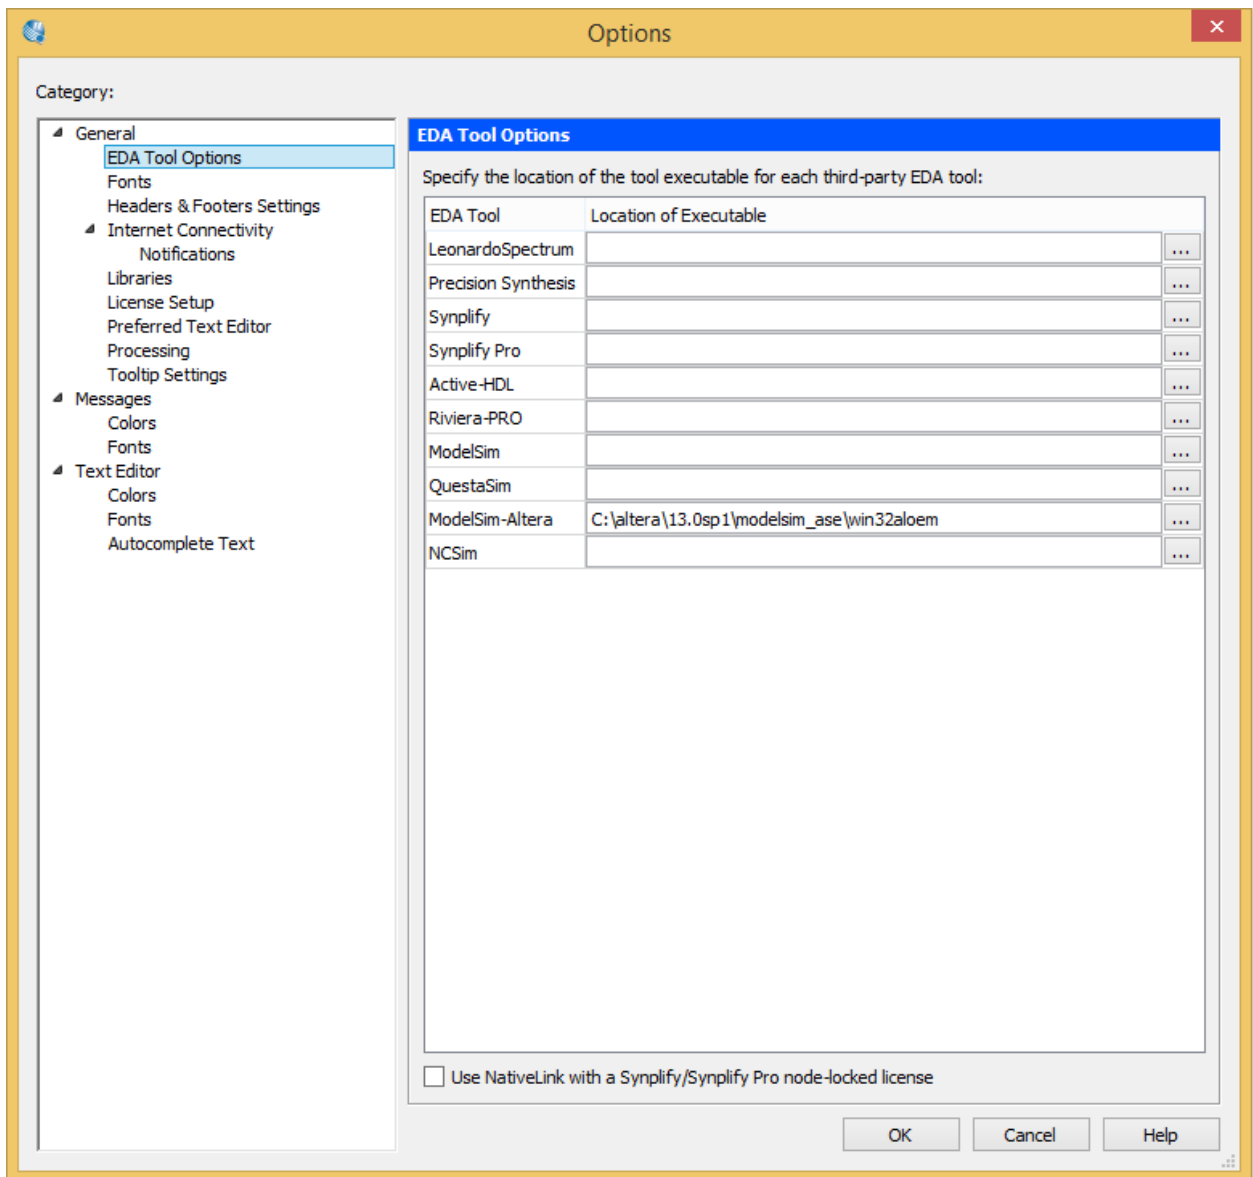 Options
Category:
General
EDA Tool Options
Fonts
Headers & Footers Settings
Internet Connectivity
Notifications
Libraries
License Setup
Preferred Text Editor
Processing
Tooltip Settings
Messages
Colors
Fonts
Text Editor
Colors
Fonts
Autocomplete Text
EDA Tool Options
Specify the location of the tool executable for each third-party EDA tool:
EDA Tool Location of Executable
LeonardoSpectrum ...
Precision Synthesis ...
Synplify ...
Synplify Pro ...
Active-HDL ...
Riviera-PRO ...
ModelSim ...
QuestaSim ...
ModelSim-Altera C:\altera\13.0sp1\modelsim_ase\win32aloem ...
NCSim ...
Use NativeLink with a Synplify/Synplify Pro node-locked license
OK Cancel Help